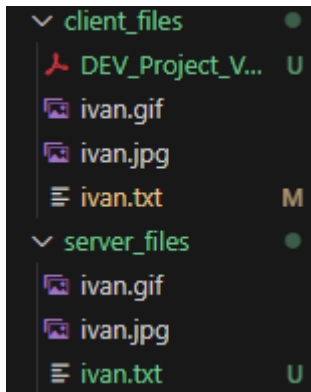 client_files
DEV_Project_V... U
ivan.gif
ivan.jpg
ivan.txt M
server_files
ivan.gif
ivan.jpg
ivan.txt U